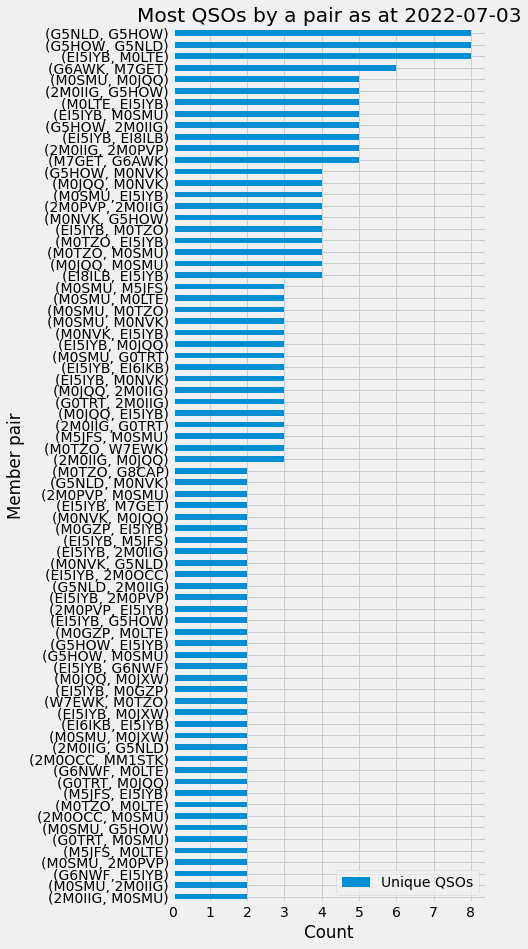 Most QSOs by a pair as at 2022-07-03
(G5NLD, G5HOW)
(G5HOW, G5NLD)
(EI5IYB, M0LTE)
(G6AWK, M7GET)
(M0SMU, M0JQQ)
(2M0IIG, G5HOW)
(M0LTE, EI5IYB)
(EI5IYB, M0SMU)
(G5HOW, 2M0IIG)
(EI5IYB, EI8ILB)
(2M0IIG, 2M0PVP)
(M7GET, G6AWK)
(G5HOW, M0NVK)
(M0JQQ, M0NVK)
(M0SMU, EI5IYB)
(2M0PVP, 2M0IIG)
(M0NVK, G5HOW)
(EI5IYB, M0TZO)
(M0TZO, EI5IYB)
(M0TZO, M0SMU)
(M0JQQ, M0SMU)
(EI8ILB, EI5IYB)
(M0SMU, M5JFS)
(M0SMU, M0LTE)
(M0SMU, M0TZO)
(M0SMU, M0NVK)
(M0NVK, EI5IYB)
(EI5IYB, M0JQQ)
(M0SMU, G0TRT)
(EI5IYB, EI6IKB)
(EI5IYB, M0NVK)
(M0JQQ, 2M0IIG)
(G0TRT, 2M0IIG)
(M0JQQ, EI5IYB)
(2M0IIG, G0TRT)
(M5JFS, M0SMU)
(M0TZO, W7EWK)
(2M0IIG, M0JQQ)
(M0TZO, G8CAP)
(G5NLD, M0NVK)
(2M0PVP, M0SMU)
(EI5IYB, M7GET)
(M0NVK, M0JQQ)
(M0GZP, EI5IYB)
(EI5IYB, M5JFS)
(EI5IYB, 2M0IIG)
(M0NVK, G5NLD)
(EI5IYB, 2M0OCC)
(G5NLD, 2M0IIG)
(EI5IYB, 2M0PVP)
(2M0PVP, EI5IYB)
(EI5IYB, G5HOW)
(M0GZP, M0LTE)
(G5HOW, EI5IYB)
(G5HOW, M0SMU)
(EI5IYB, G6NWF)
(M0JQQ, M0JXW)
(EI5IYB, M0GZP)
(W7EWK, M0TZO)
(EI5IYB, M0JXW)
(EI6IKB, EI5IYB)
(M0SMU, M0JXW)
(2M0IIG, G5NLD)
(2M0OCC, MM1STK)
(G6NWF, M0LTE)
(G0TRT, M0JQQ)
(M5JFS, EI5IYB)
(M0TZO, M0LTE)
(2M0OCC, M0SMU)
(M0SMU, G5HOW)
(G0TRT, M0SMU)
(M5JFS, M0LTE)
(M0SMU, 2M0PVP)
(G6NWF, EI5IYB)
(M0SMU, 2M0IIG)
(2M0IIG, M0SMU)
Member pair
Unique QSOs
0 1 2 3 4 5 6 7 8
Count